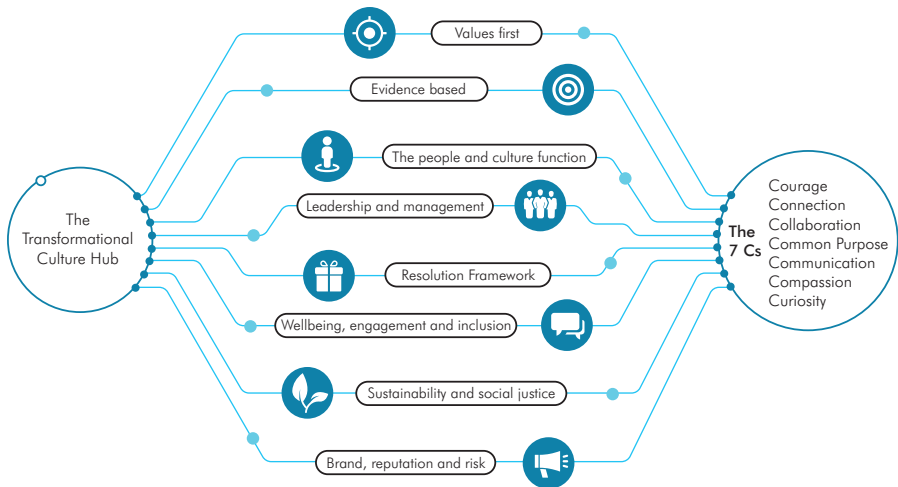 The
Transformational
Culture Hub
Values first
Evidence based
The people and culture function
Leadership and management
Resolution Framework
Wellbeing, engagement and inclusion
Sustainability and social justice
Brand, reputation and risk
The
7 Cs
Courage
Connection
Collaboration
Common Purpose
Communication
Compassion
Curiosity